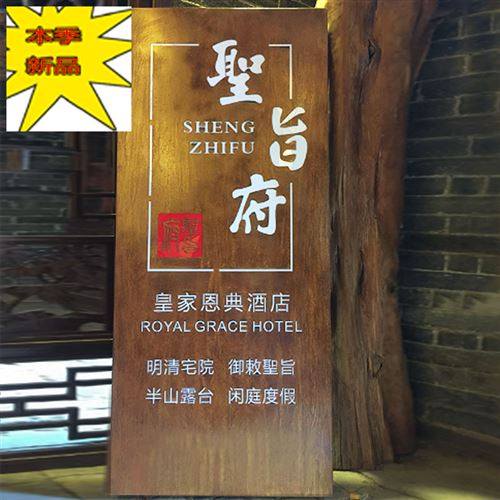 本季
新品
聖旨府
SHENG
ZHIFU
皇家恩典酒店
ROYAL GRACE HOTEL
明清宅院 御敕聖旨
半山露台 闲庭度假